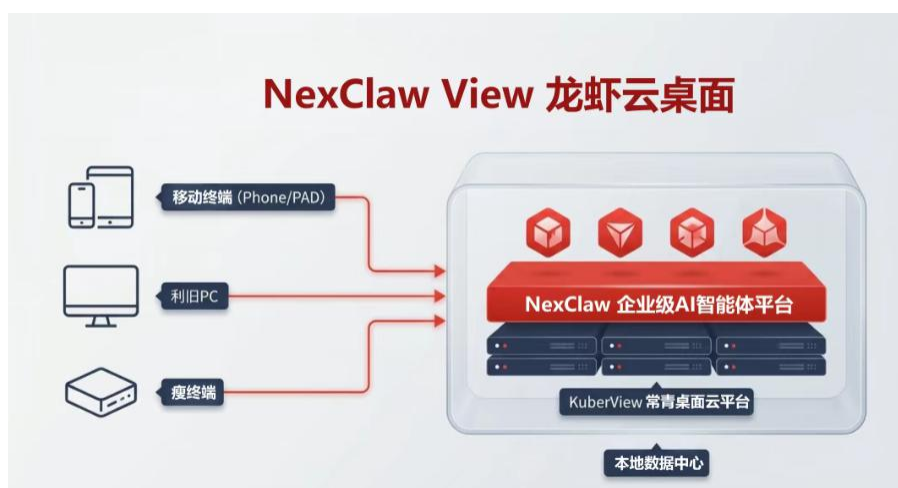 NexClaw View 龙虾云桌面
移动终端 (Phone/PAD)
利旧PC
瘦终端
NexClaw 企业级AI智能体平台
KuberView 常青桌面云平台
本地数据中心